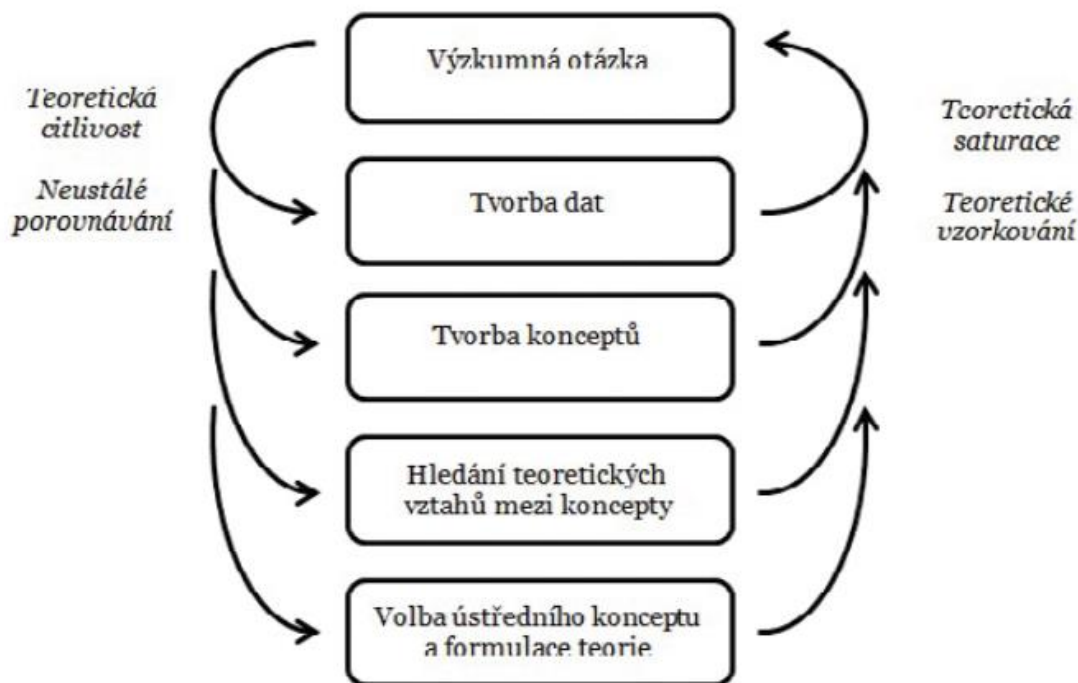 Výzkumná otázka
Teoretická
citlivost
Neustálé
porovnávání
Teoretická
saturace
Teoretické
vzorkování
Tvorba dat
Tvorba konceptů
Hledání teoretických
vztahů mezi koncepty
Volba ústředního konceptu
a formulace teorie